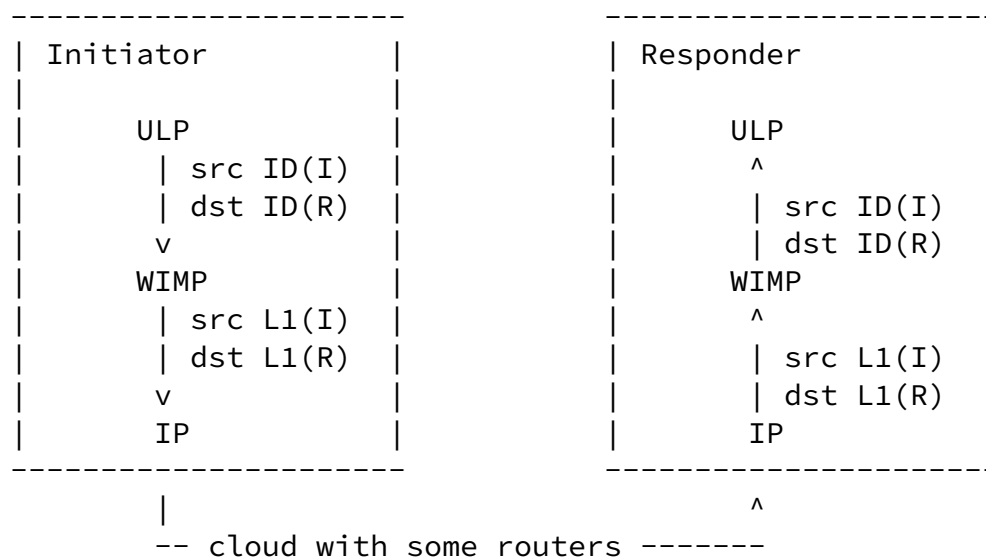 ----------------------          ----------------------
| Initiator          |          | Responder
|                    |          |
|      ULP           |          |      ULP
|       | src ID(I)  |          |       ^
|       | dst ID(R)  |          |       | src ID(I)
|       v            |          |       | dst ID(R)
|      WIMP          |          |      WIMP
|       | src L1(I)  |          |       ^
|       | dst L1(R)  |          |       | src L1(I)
|       v            |          |       | dst L1(R)
|       IP           |          |       IP
----------------------          ----------------------
        |                               ^
        -- cloud with some routers -------